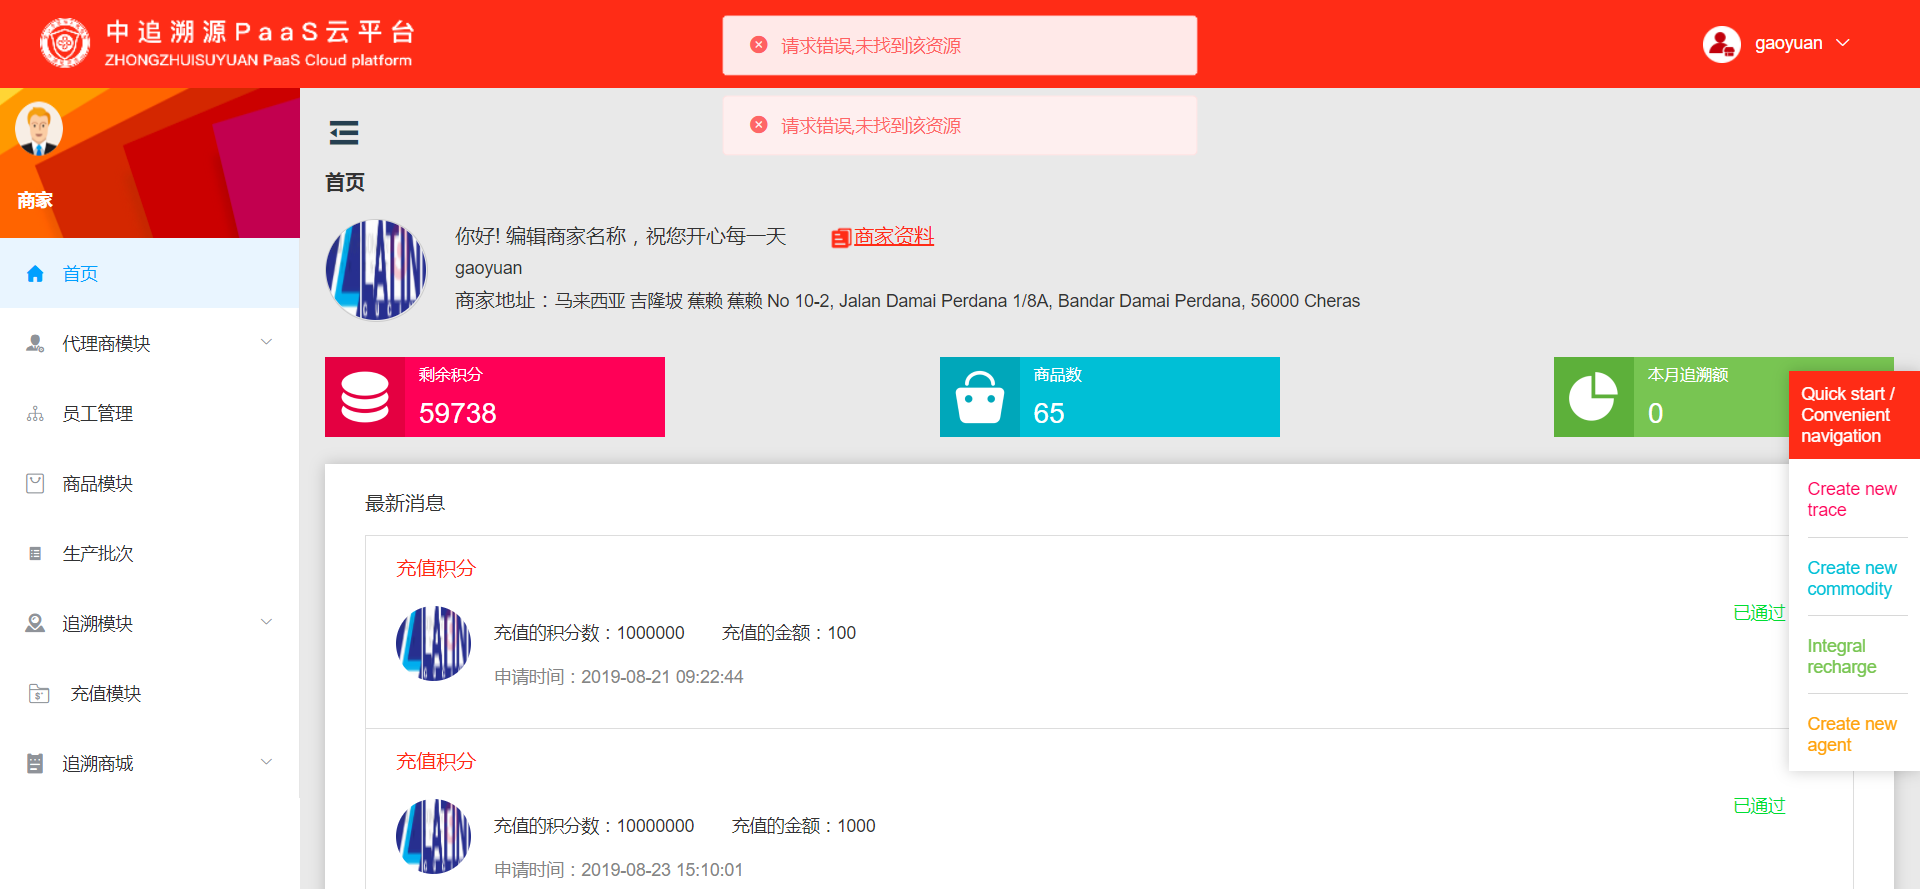 中追溯源PaaS云平台
ZHONGZHUISUYUAN PaaS Cloud platform
请求错误,未找到该资源
gaoyuan
请求错误,未找到该资源
商家
首页
代理商模块
员工管理
商品模块
生产批次
追溯模块
充值模块
追溯商城
首页
你好! 编辑商家名称，祝您开心每一天
商家资料
gaoyuan
商家地址：马来西亚 吉隆坡 蕉赖 蕉赖 No 10-2, Jalan Damai Perdana 1/8A, Bandar Damai Perdana, 56000 Cheras
剩余积分
59738
商品数
65
本月追溯额
0
Quick start /
Convenient
navigation
Create new
trace
Create new
commodity
Integral
recharge
Create new
agent
最新消息
充值积分
充值的积分数：1000000 充值的金额：100
申请时间：2019-08-21 09:22:44
已通过
充值积分
充值的积分数：10000000 充值的金额：1000
申请时间：2019-08-23 15:10:01
已通过